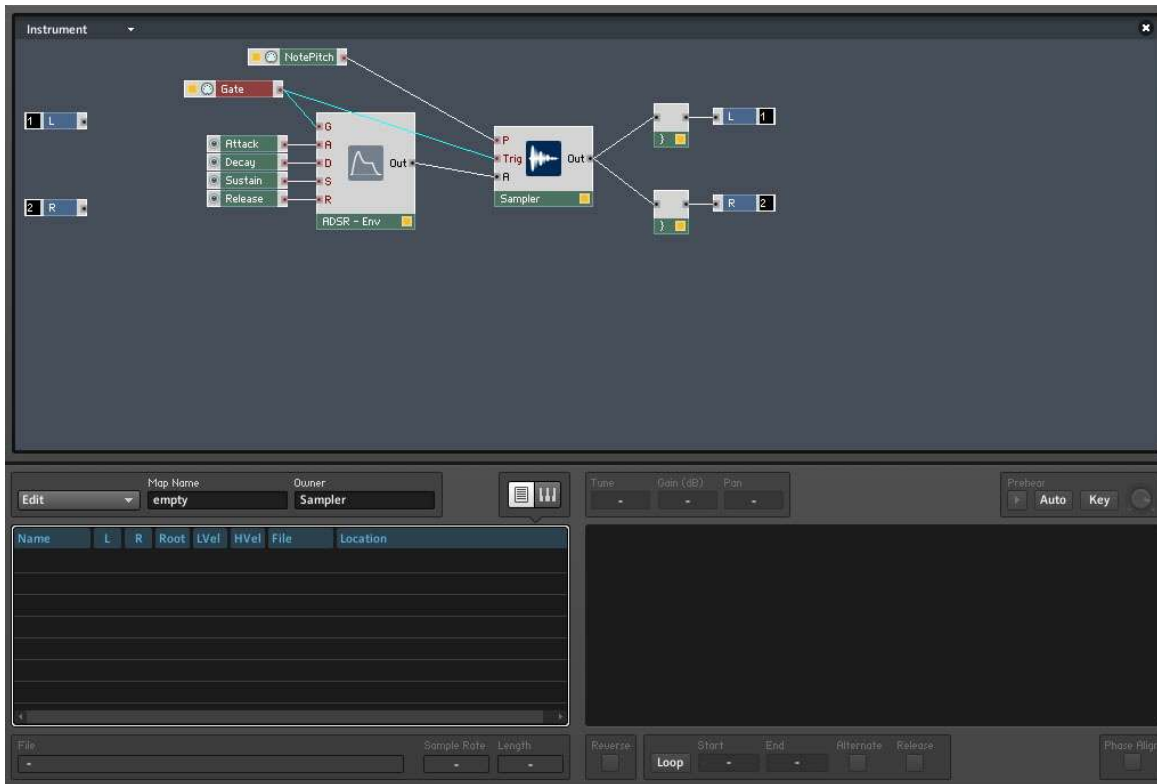 Instrument
NotePitch
Gate
1 L
2 R
G
A
D
S
R
Attack
Decay
Sustain
Release
Out
ADSR - Env
P
Trig
A
Out
Sampler
}
L 1
}
R 2
Edit
Map Name
empty
Owner
Sampler
Tune
-
Gain (dB)
-
Pan
-
Prehear
Auto
Key
Name L R Root LVel HVel File Location
File
-
Sample Rate
-
Length
-
Reverse
Loop
Start
-
End
-
Alternate
Release
Phase Align